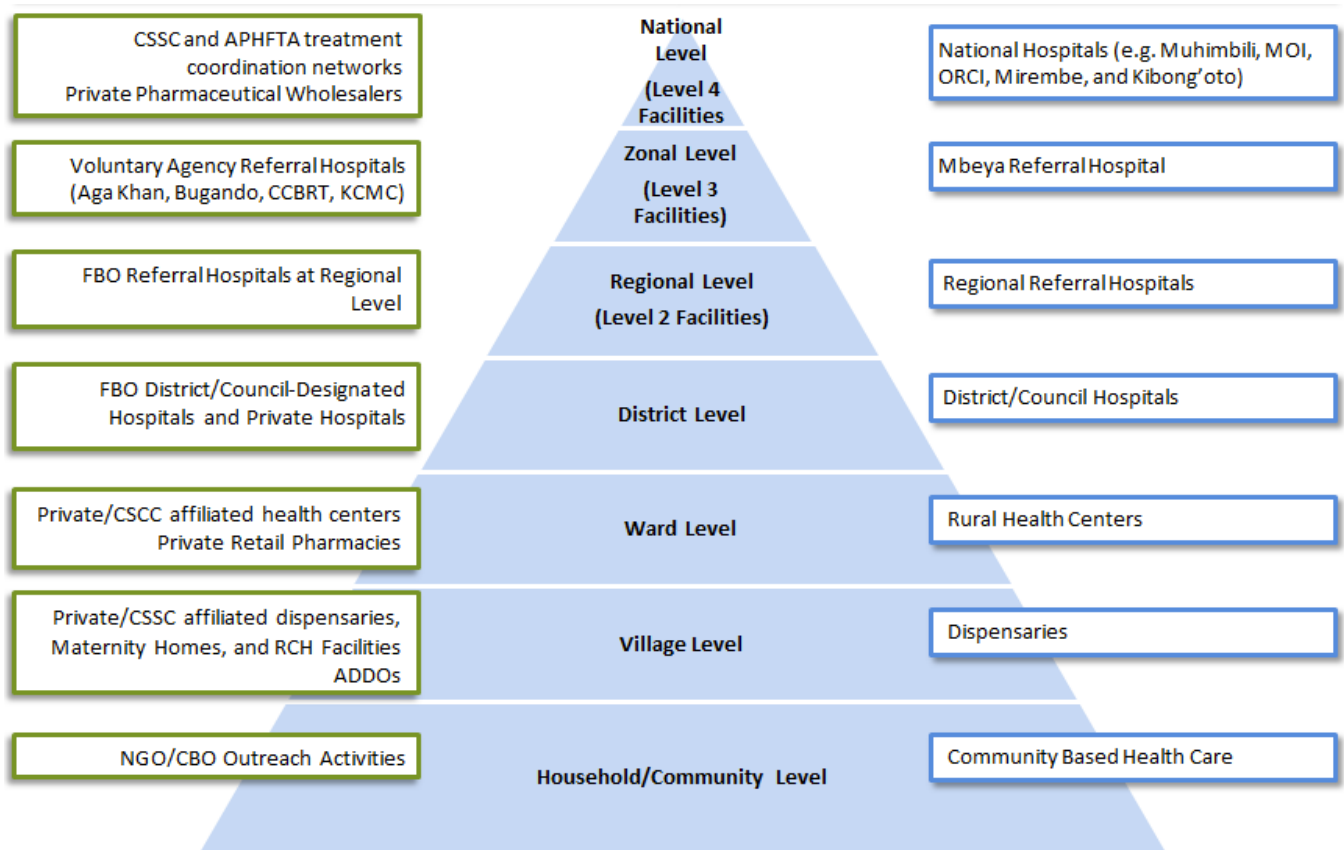 CSSC and APHFTA treatment
coordination networks
Private Pharmaceutical Wholesalers
National
Level
(Level 4
Facilities
National Hospitals (e.g. Muhimbili, MOI,
ORCI, Mirembe, and Kibong’oto)
Voluntary Agency Referral Hospitals
(Aga Khan, Bugando, CCBRT, KCMC)
Zonal Level
(Level 3
Facilities)
Mbeya Referral Hospital
FBO Referral Hospitals at Regional
Level
Regional Level
(Level 2 Facilities)
Regional Referral Hospitals
FBO District/Council-Designated
Hospitals and Private Hospitals
District Level
District/Council Hospitals
Private/CSCC affiliated health centers
Private Retail Pharmacies
Ward Level
Rural Health Centers
Private/CSSC affiliated dispensaries,
Maternity Homes, and RCH Facilities
ADDOs
Village Level
Dispensaries
NGO/CBO Outreach Activities
Household/Community Level
Community Based Health Care